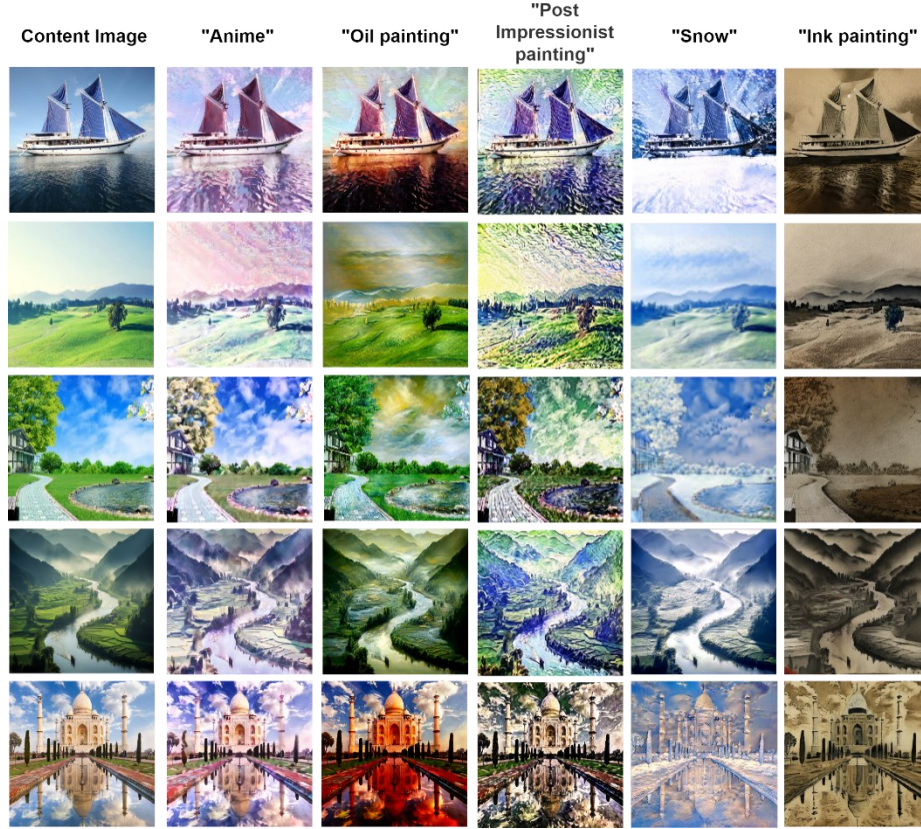 Content Image
"Anime"
"Oil painting"
"Post
Impressionist
painting"
"Snow"
"Ink painting"